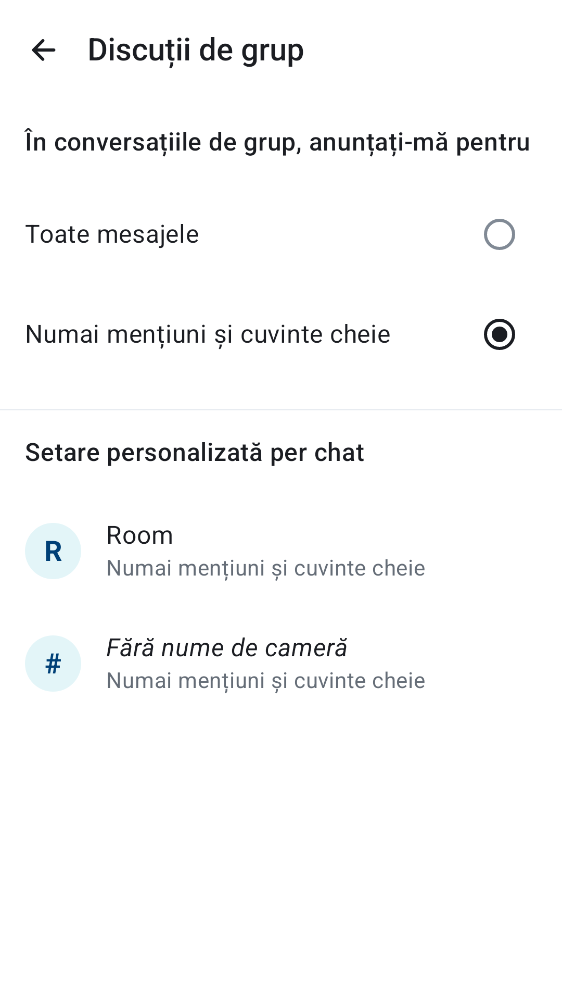 Discuții de grup
În conversațiile de grup, anunțați-mă pentru
Toate mesajele
Numai mențiuni și cuvinte cheie
Setare personalizată per chat
R
Room
Numai mențiuni și cuvinte cheie
#
Fără nume de cameră
Numai mențiuni și cuvinte cheie